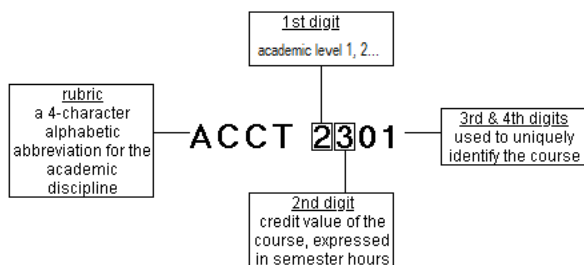 1st digit
academic level 1, 2...
rubric
a 4-character
alphabetic
abbreviation for the
academic
discipline
ACCT 2301
3rd & 4th digits
used to uniquely
identify the course
2nd digit
credit value of the
course, expressed
in semester hours